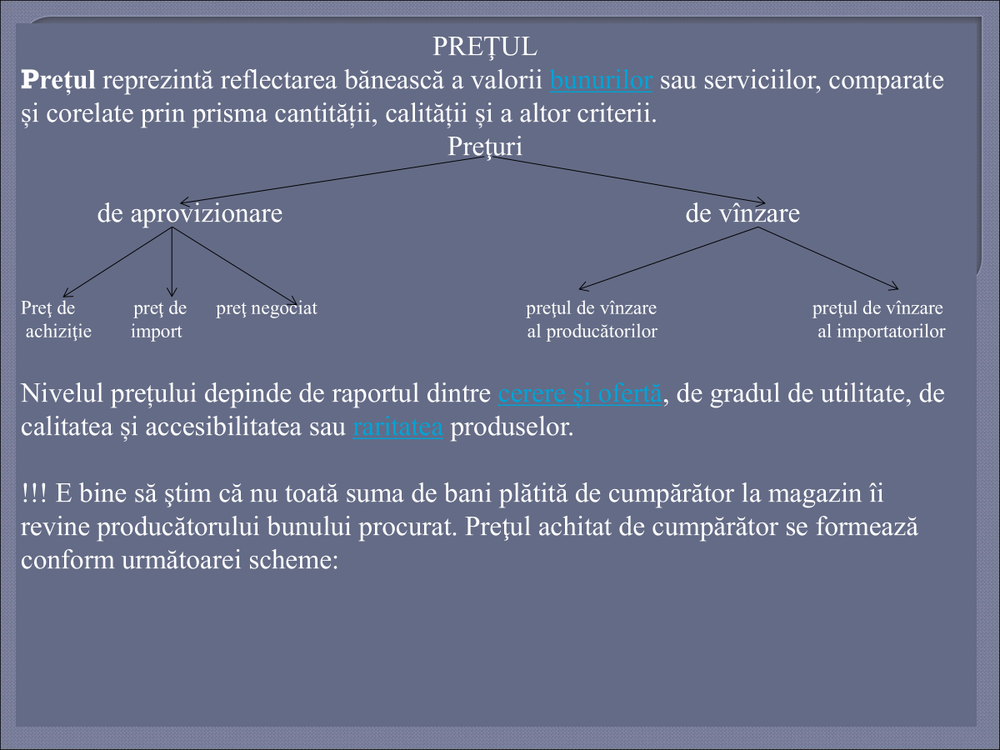 PREŢUL
Prețul reprezintă reflectarea bănească a valorii bunurilor sau serviciilor, comparate
și corelate prin prisma cantității, calității și a altor criterii.
Preţuri
de aprovizionare de vînzare
Preţ de preţ de preţ negociat preţul de vînzare preţul de vînzare
achiziţie import al producătorilor al importatorilor
Nivelul prețului depinde de raportul dintre cerere și ofertă, de gradul de utilitate, de
calitatea și accesibilitatea sau raritatea produselor.
!!! E bine să ştim că nu toată suma de bani plătită de cumpărător la magazin îi
revine producătorului bunului procurat. Preţul achitat de cumpărător se formează
conform următoarei scheme: